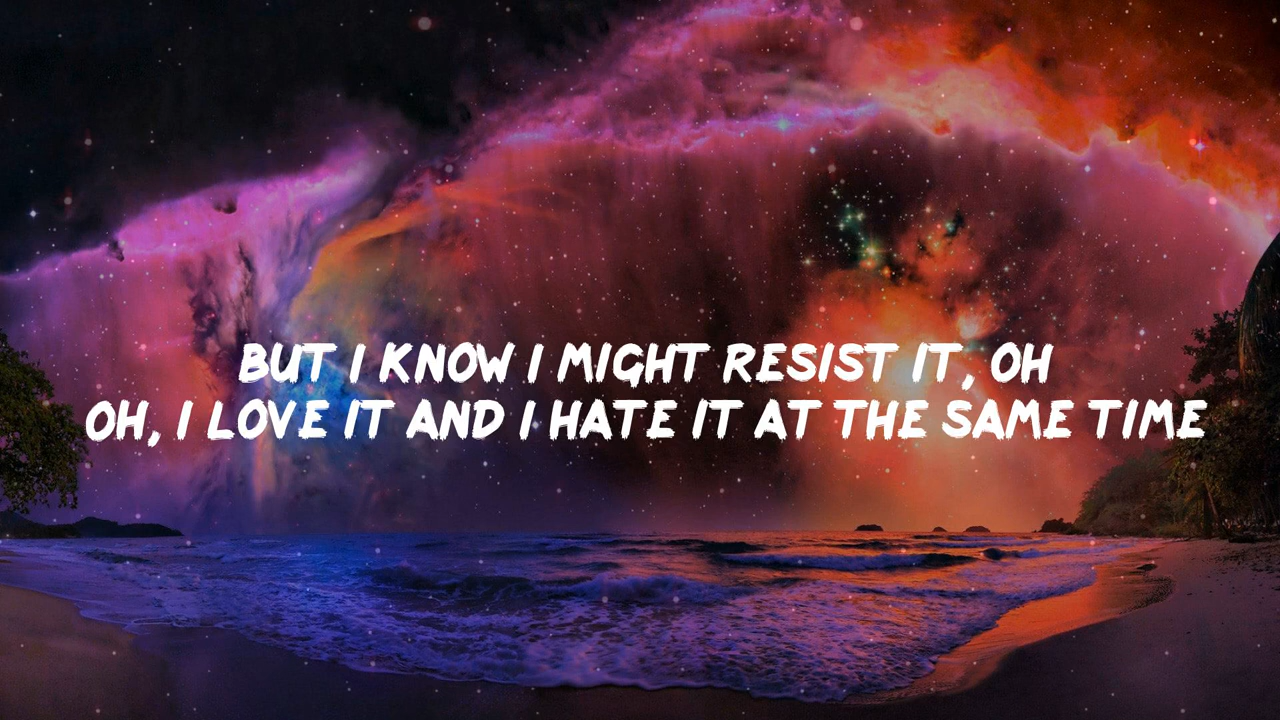 BUT I KNOW I MIGHT RESIST IT, OH
OH, I LOVE IT AND I HATE IT AT THE SAME TIME